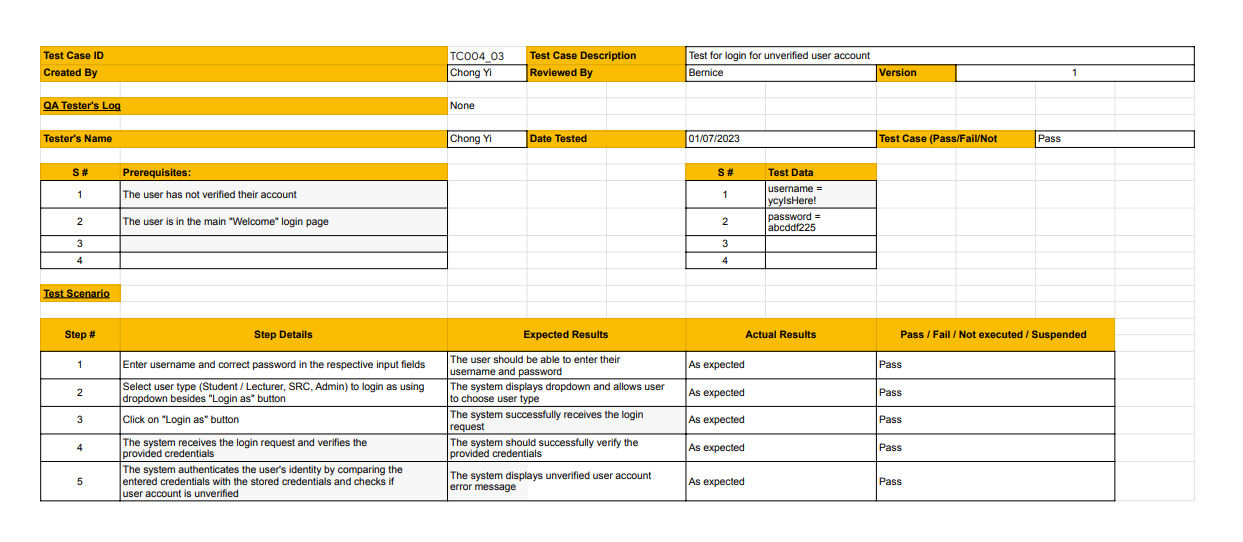 Test Case ID TC004_03 Test Case Description Test for login for unverified user account
Created By Chong Yi Reviewed By Bernice Version 1
QA Tester's Log None
Tester's Name Chong Yi Date Tested 01/07/2023 Test Case (Pass/Fail/Not Pass
S # Prerequisites: S # Test Data
1 The user has not verified their account 1 username =
ycyIsHere!
2 The user is in the main "Welcome" login page 2 password =
abcddf225
3 3
4 4
Test Scenario
Step # Step Details Expected Results Actual Results Pass / Fail / Not executed / Suspended
1 Enter username and correct password in the respective input fields The user should be able to enter their
username and password As expected Pass
2 Select user type (Student / Lecturer, SRC, Admin) to login as using
dropdown besides "Login as" button The system displays dropdown and allows user
to choose user type As expected Pass
3 Click on "Login as" button The system successfully receives the login
request As expected Pass
4 The system receives the login request and verifies the
provided credentials The system should successfully verify the
provided credentials As expected Pass
5 The system authenticates the user's identity by comparing the
entered credentials with the stored credentials and checks if
user account is unverified The system displays unverified user account
error message As expected Pass